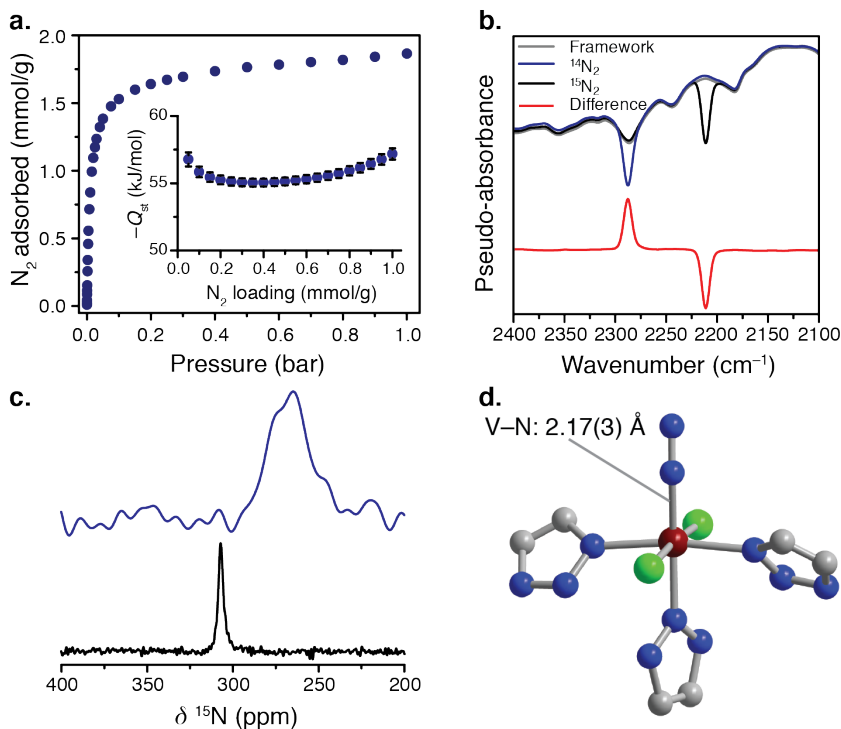 a.
N₂ adsorbed (mmol/g)
2.0
1.5
1.0
0.5
0.0
0.0 0.2 0.4 0.6 0.8 1.0
Pressure (bar)
−Qst (kJ/mol)
60
55
50
0.0 0.2 0.4 0.6 0.8 1.0
N₂ loading (mmol/g)
b.
Framework
¹⁴N₂
¹⁵N₂
Difference
Pseudo-absorbance
2400 2350 2300 2250 2200 2150 2100
Wavenumber (cm⁻¹)
c.
400 350 300 250 200
δ ¹⁵N (ppm)
d.
V–N: 2.17(3) Å